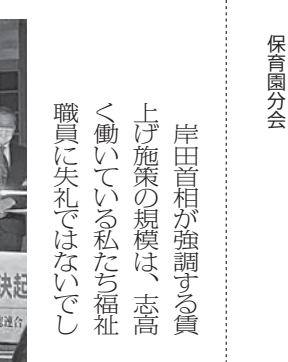 保育園分会
岸田首相が強調する賃
上げ施策の規模は、志高
く働いている私たち福祉
職員に失礼ではないでし
決起
連合